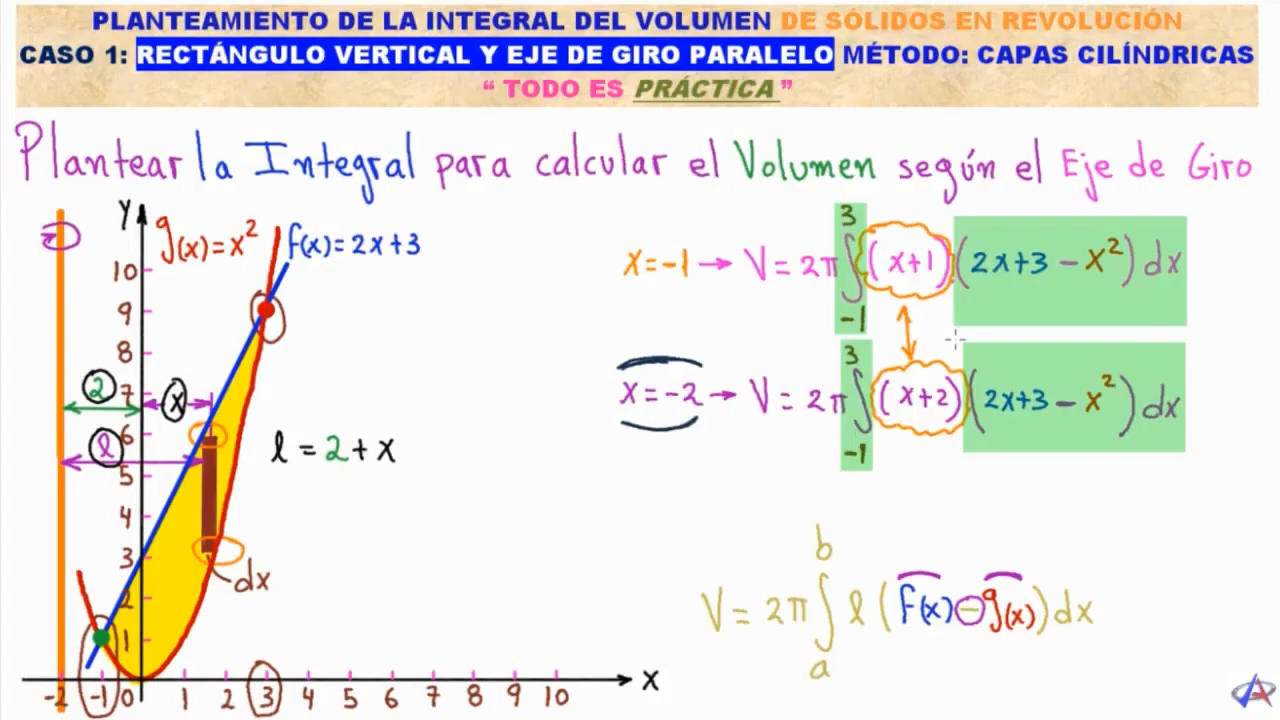 PLANTEAMIENTO DE LA INTEGRAL DEL VOLUMEN DE SÓLIDOS EN REVOLUCIÓN
CASO 1: RECTÁNGULO VERTICAL Y EJE DE GIRO PARALELO MÉTODO: CAPAS CILÍNDRICAS
“ TODO ES PRÁCTICA ”
Plantear la Integral para calcular el Volumen según el Eje de Giro
y
g(x)=x²
f(x)=2x+3
10
9
8
7
6
5
4
3
2
1
2
x
l
l = 2 + x
dx
-2 -1 0 1 2 3 4 5 6 7 8 9 10
x
x=-1 → V = 2π ∫₋₁³ (x+1)(2x+3 - x²) dx
x=-2 → V = 2π ∫₋₁³ (x+2)(2x+3 - x²) dx
V = 2π ∫ₐᵇ l (f(x) - g(x)) dx